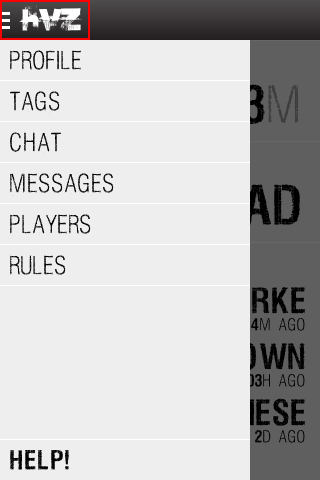 hvz
PROFILE
TAGS
CHAT
MESSAGES
PLAYERS
RULES
HELP!
3M
AD
RKE
4M AGO
OWN
03H AGO
IESE
2D AGO